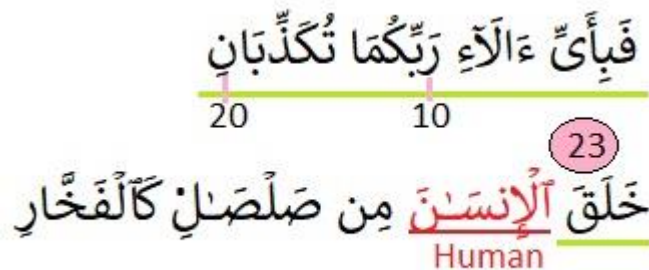 فَبِأَىِّ ءَالَآءِ رَبِّكُمَا تُكَذِّبَانِ
20 10
23
خَلَقَ ٱلْإِنسَـٰنَ مِن صَلْصَـٰلٍۢ كَٱلْفَخَّارِ
Human